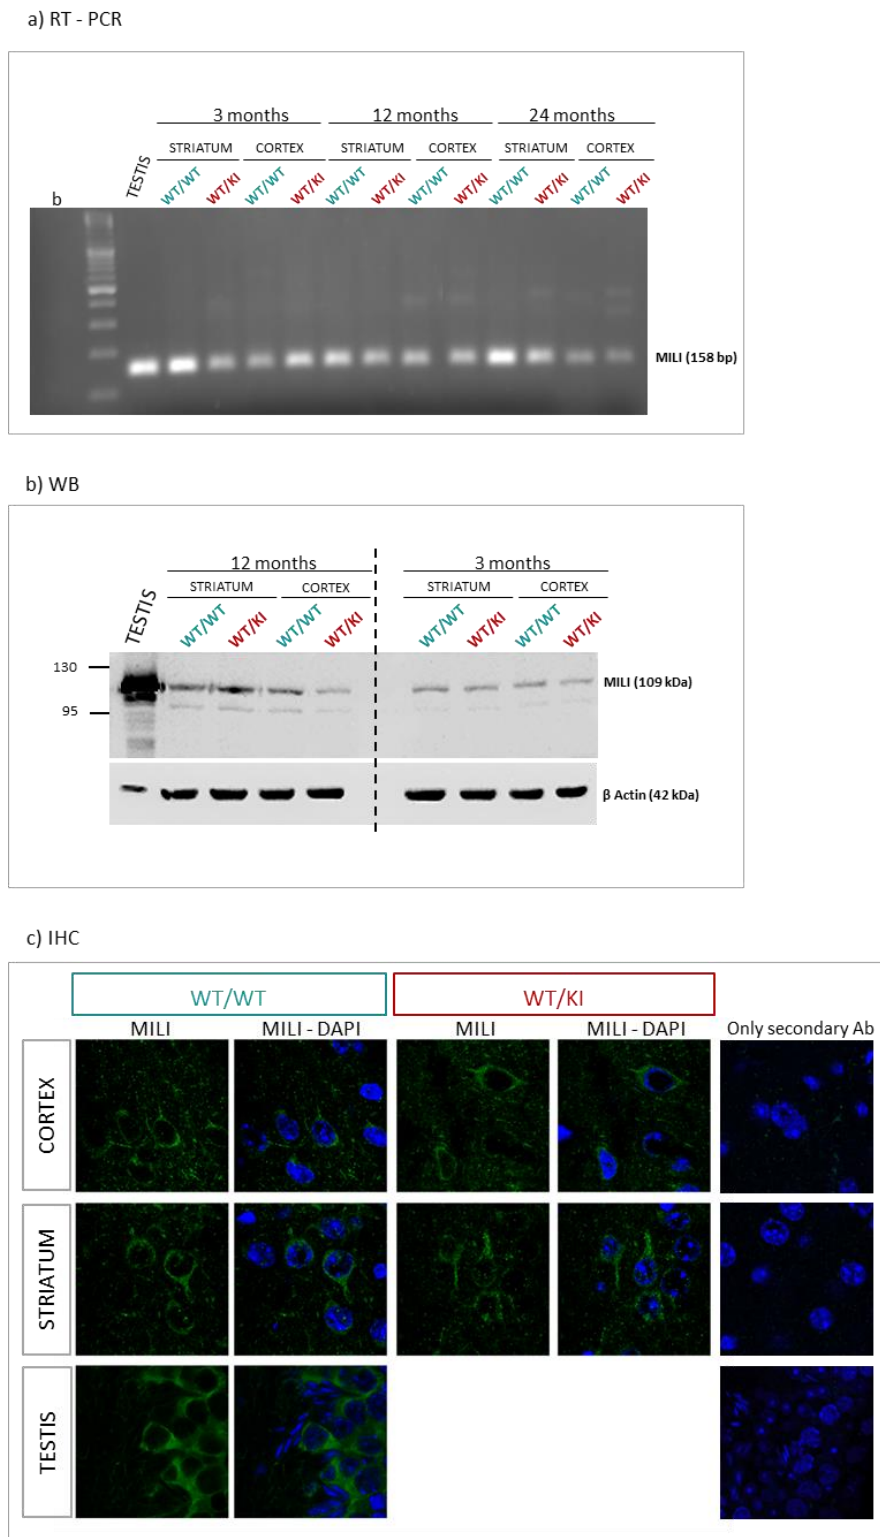 a) RT - PCR
3 months 12 months 24 months
STRIATUM CORTEX STRIATUM CORTEX STRIATUM CORTEX
TESTIS WT/WT WT/KI WT/WT WT/KI WT/WT WT/KI WT/WT WT/KI WT/WT WT/KI WT/WT WT/KI
b
MILI (158 bp)
b) WB
12 months 3 months
STRIATUM CORTEX STRIATUM CORTEX
TESTIS WT/WT WT/KI WT/WT WT/KI WT/WT WT/KI WT/WT WT/KI
130
MILI (109 kDa)
95
β Actin (42 kDa)
c) IHC
WT/WT WT/KI
MILI MILI - DAPI MILI MILI - DAPI Only secondary Ab
CORTEX
STRIATUM
TESTIS